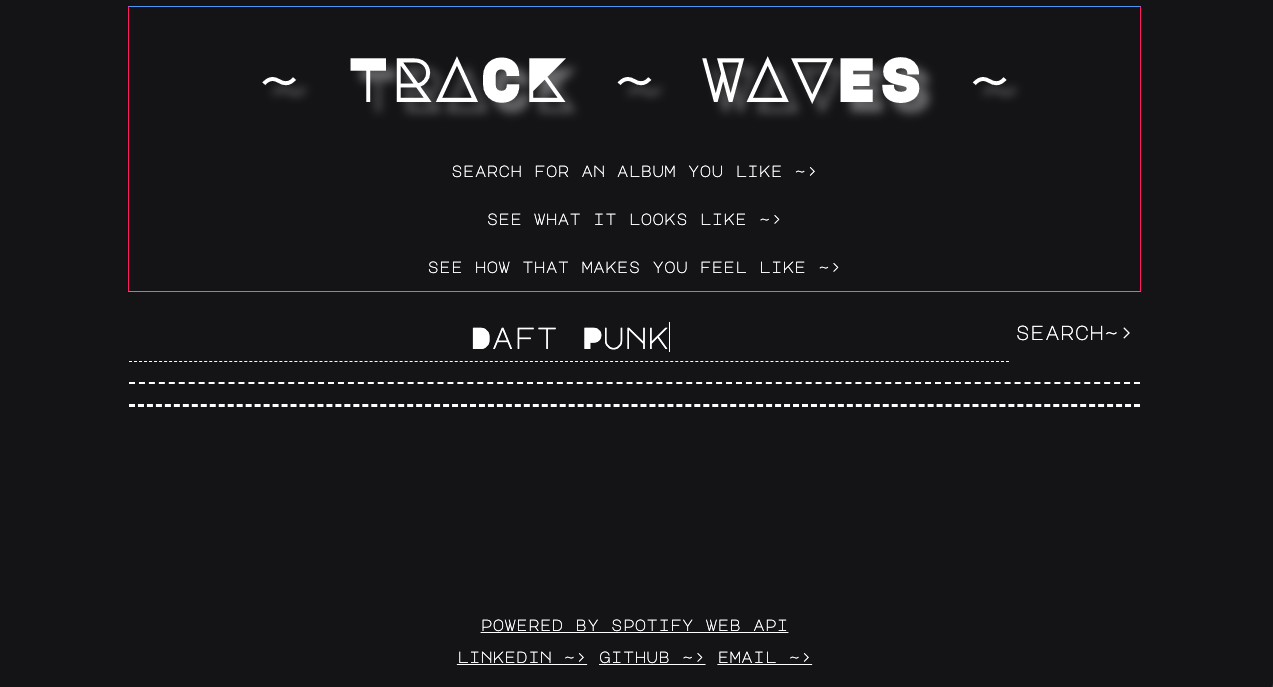 ~ TRACK ~ WAVES ~
SEARCH FOR AN ALBUM YOU LIKE ~>
SEE WHAT IT LOOKS LIKE ~>
SEE HOW THAT MAKES YOU FEEL LIKE ~>
DAFT PUNK SEARCH~>
POWERED BY SPOTIFY WEB API
LINKEDIN ~> GITHUB ~> EMAIL ~>